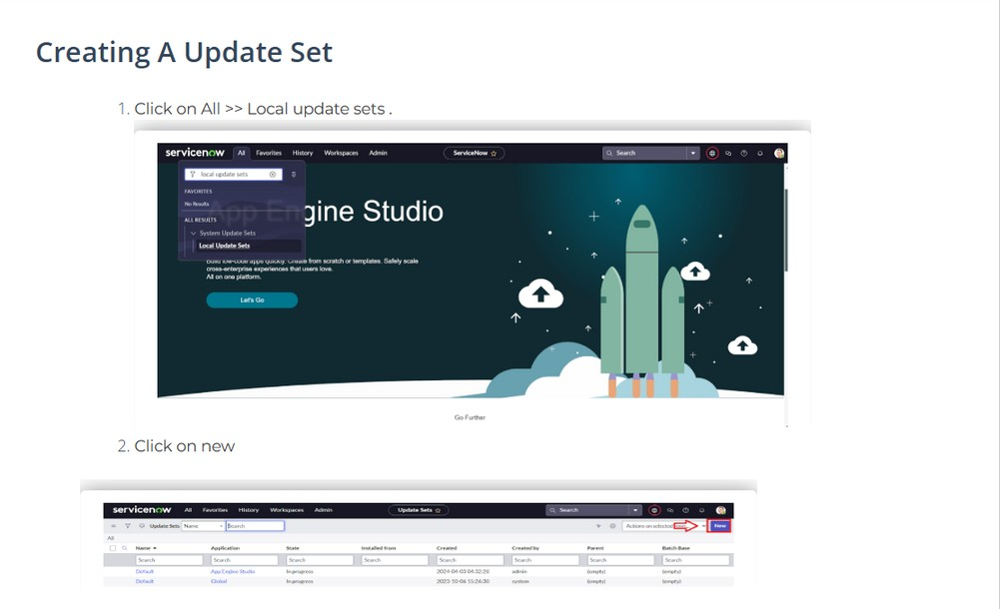 Creating A Update Set
1. Click on All >> Local update sets .
servicenow All Favorites History Workspaces Admin ServiceNow Search
local update sets
FAVORITES
No Results
App Engine Studio
ALL RESULTS
System Update Sets
Local Update Sets
Build low-code apps quickly. Create from scratch or templates. Safely scale
cross-enterprise experiences that users love.
All on one platform.
Let's Go
Go Further
2. Click on new
servicenow All Favorites History Workspaces Admin Update Sets Search
Update Sets Name Search Actions on selected New
All
Name Application State Installed from Created Created by Parent Batch Base
Search Search Search Search Search Search Search Search
Default App Engine Studio In progress 2024-04-03 04:32:28 admin (empty) (empty)
Default Global In progress 2023-10-06 15:26:30 system (empty) (empty)